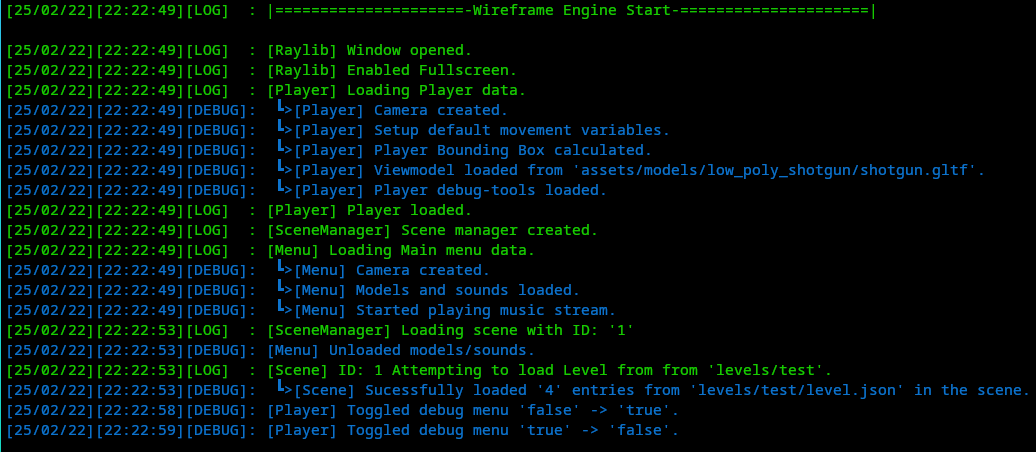 [25/02/22][22:22:49][LOG]  : |=====================-Wireframe Engine Start-=====================|
[25/02/22][22:22:49][LOG]  : [Raylib] Window opened.
[25/02/22][22:22:49][LOG]  : [Raylib] Enabled Fullscreen.
[25/02/22][22:22:49][LOG]  : [Player] Loading Player data.
[25/02/22][22:22:49][DEBUG]:  ┗>[Player] Camera created.
[25/02/22][22:22:49][DEBUG]:  ┗>[Player] Setup default movement variables.
[25/02/22][22:22:49][DEBUG]:  ┗>[Player] Player Bounding Box calculated.
[25/02/22][22:22:49][DEBUG]:  ┗>[Player] Viewmodel loaded from 'assets/models/low_poly_shotgun/shotgun.gltf'.
[25/02/22][22:22:49][DEBUG]:  ┗>[Player] Player debug-tools loaded.
[25/02/22][22:22:49][LOG]  : [Player] Player loaded.
[25/02/22][22:22:49][LOG]  : [SceneManager] Scene manager created.
[25/02/22][22:22:49][LOG]  : [Menu] Loading Main menu data.
[25/02/22][22:22:49][DEBUG]:  ┗>[Menu] Camera created.
[25/02/22][22:22:49][DEBUG]:  ┗>[Menu] Models and sounds loaded.
[25/02/22][22:22:49][DEBUG]:  ┗>[Menu] Started playing music stream.
[25/02/22][22:22:53][LOG]  : [SceneManager] Loading scene with ID: '1'
[25/02/22][22:22:53][DEBUG]: [Menu] Unloaded models/sounds.
[25/02/22][22:22:53][LOG]  : [Scene] ID: 1 Attempting to load Level from from 'levels/test'.
[25/02/22][22:22:53][DEBUG]:  ┗>[Scene] Sucessfully loaded '4' entries from 'levels/test/level.json' in the scene.
[25/02/22][22:22:58][DEBUG]: [Player] Toggled debug menu 'false' -> 'true'.
[25/02/22][22:22:59][DEBUG]: [Player] Toggled debug menu 'true' -> 'false'.